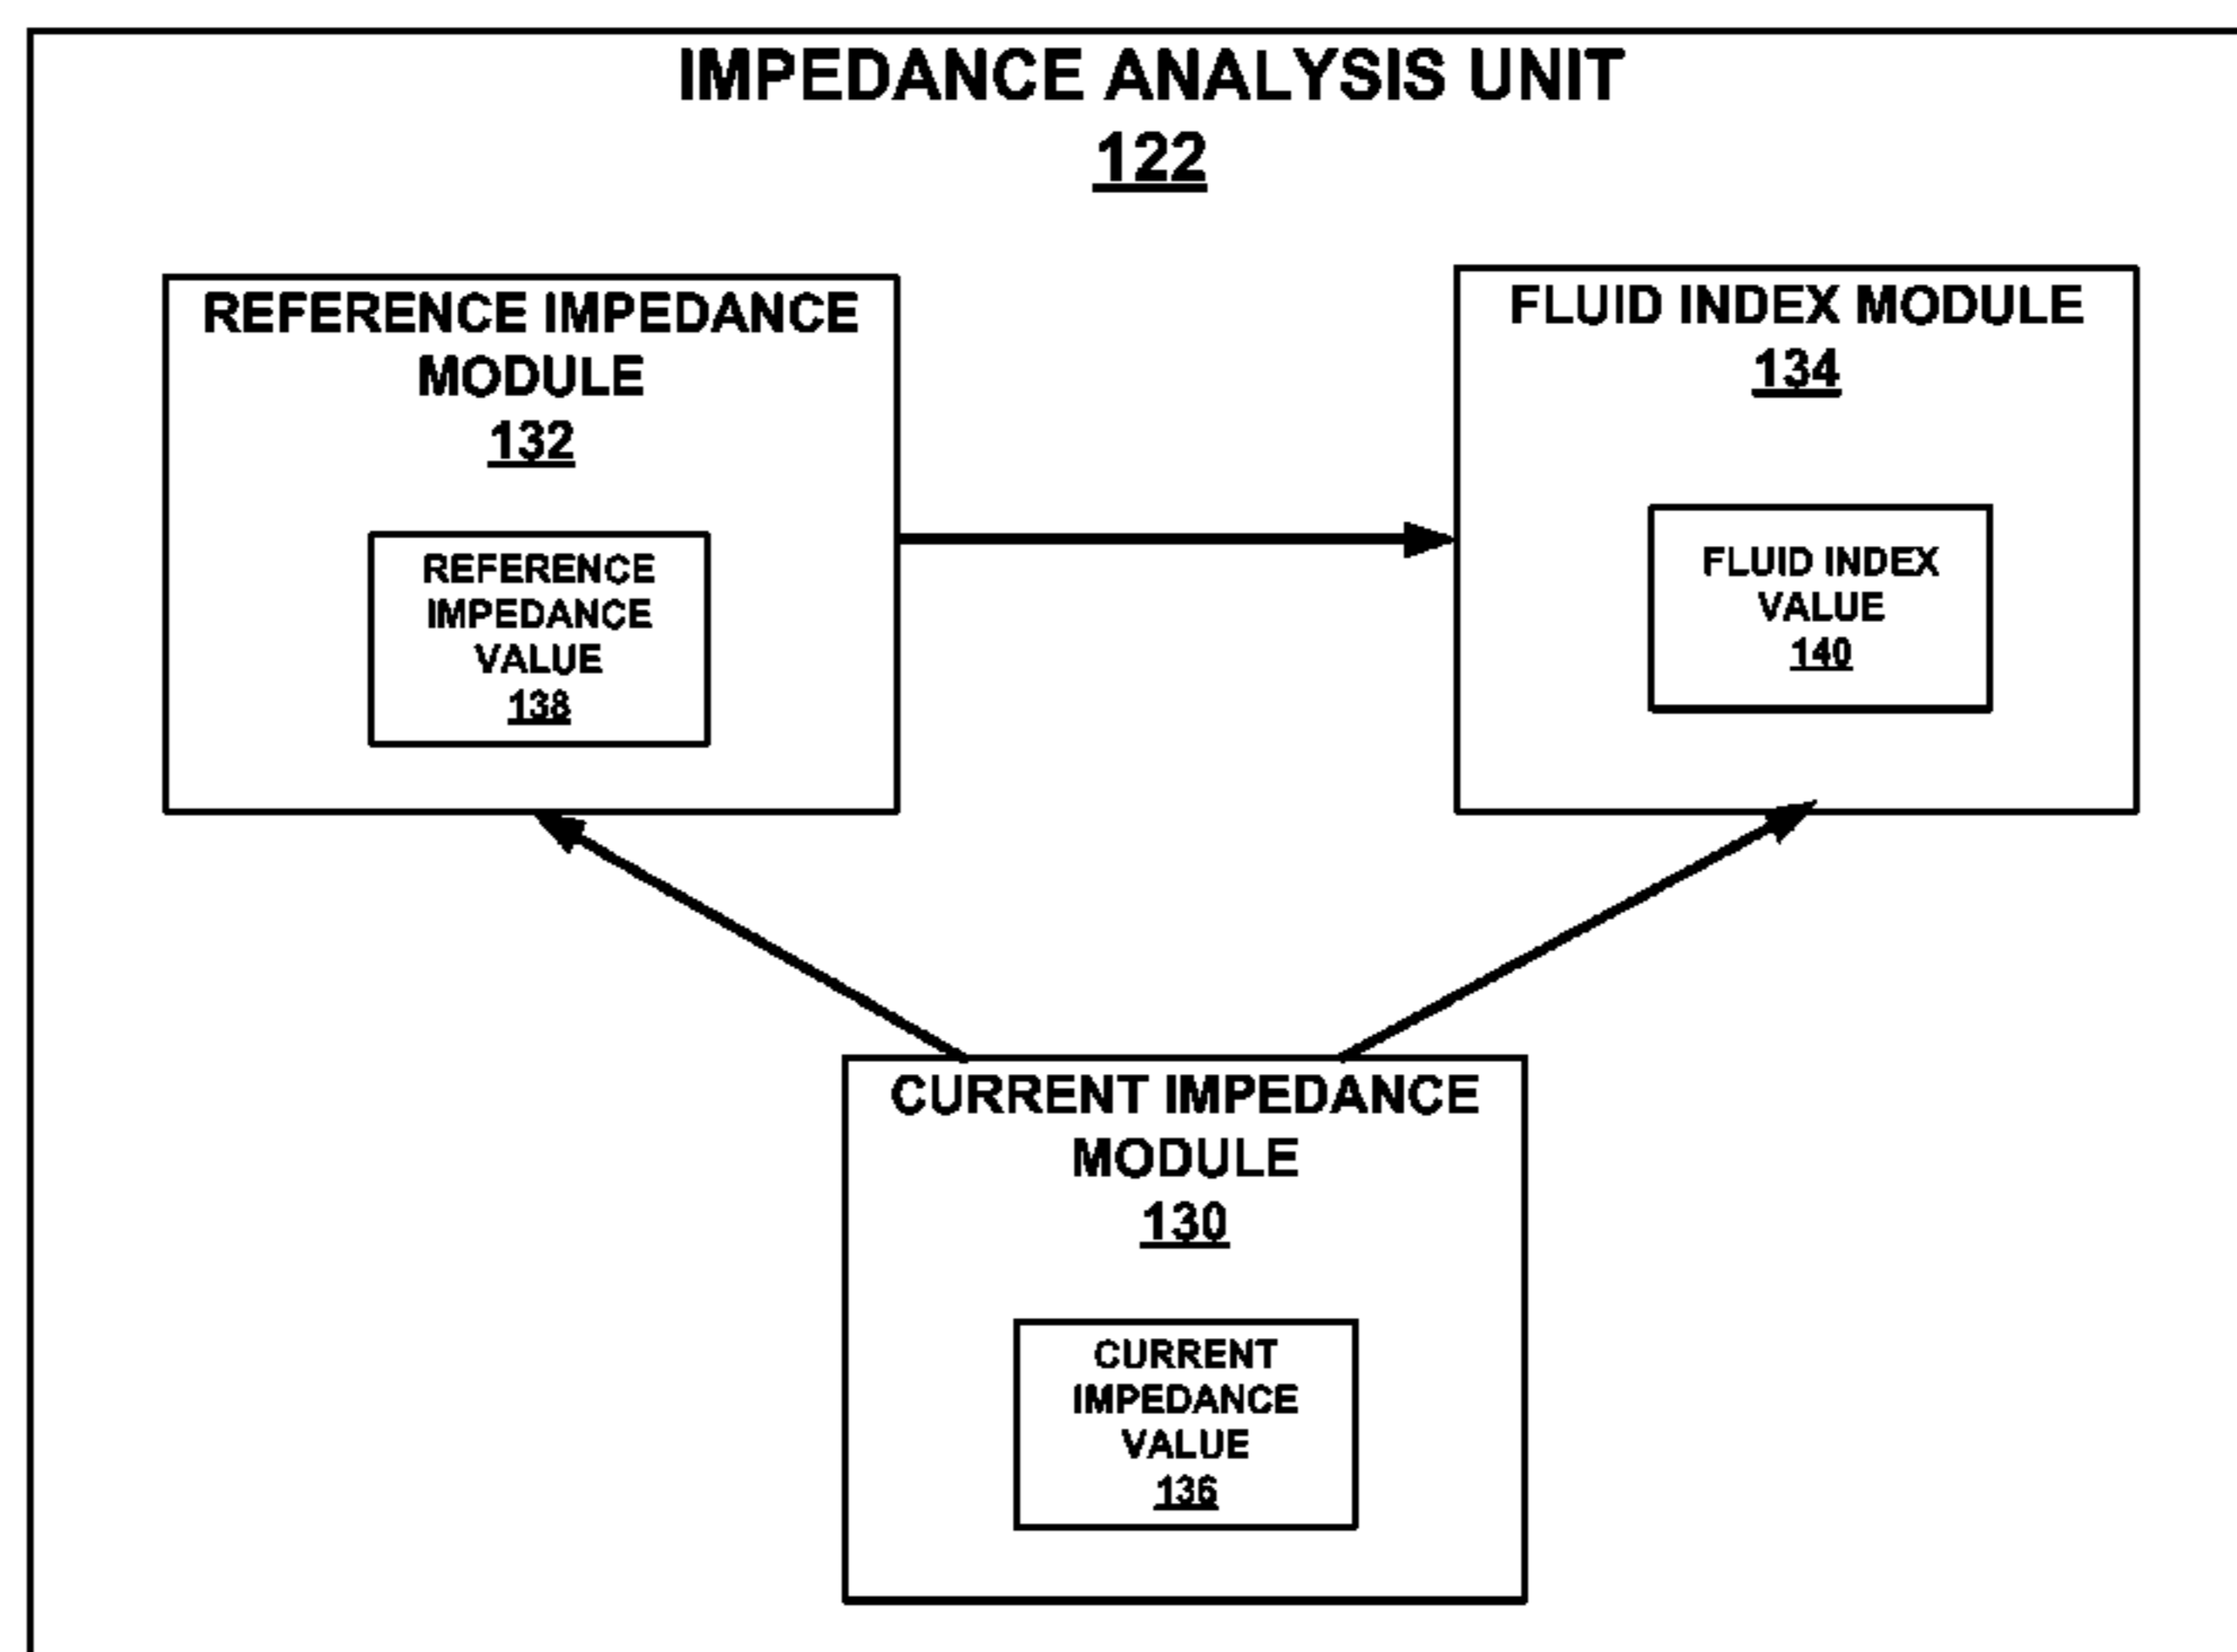 IMPEDANCE ANALYSIS UNIT
122
REFERENCE IMPEDANCE
MODULE
132
REFERENCE
IMPEDANCE
VALUE
138
FLUID INDEX MODULE
134
FLUID INDEX
VALUE
140
CURRENT IMPEDANCE
MODULE
130
CURRENT
IMPEDANCE
VALUE
136